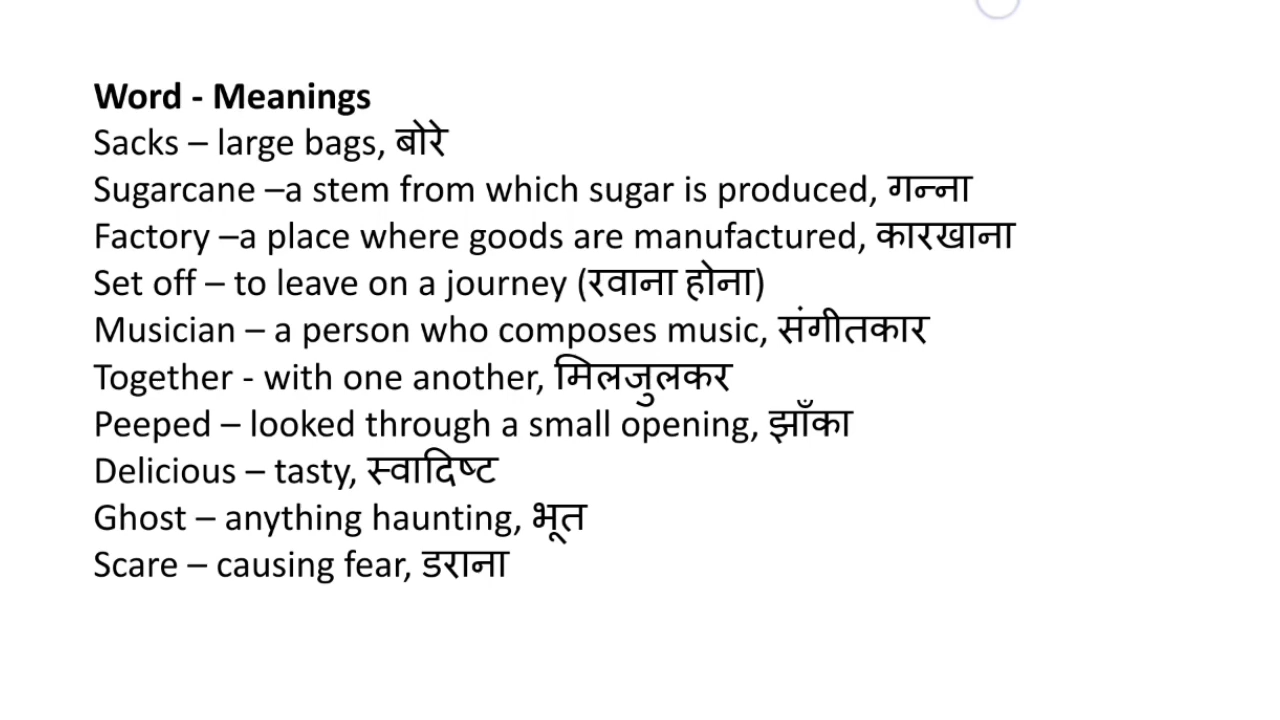 Word - Meanings
Sacks – large bags, बोरे
Sugarcane –a stem from which sugar is produced, गन्ना
Factory –a place where goods are manufactured, कारखाना
Set off – to leave on a journey (रवाना होना)
Musician – a person who composes music, संगीतकार
Together - with one another, मिलजुलकर
Peeped – looked through a small opening, झाँका
Delicious – tasty, स्वादिष्ट
Ghost – anything haunting, भूत
Scare – causing fear, डराना